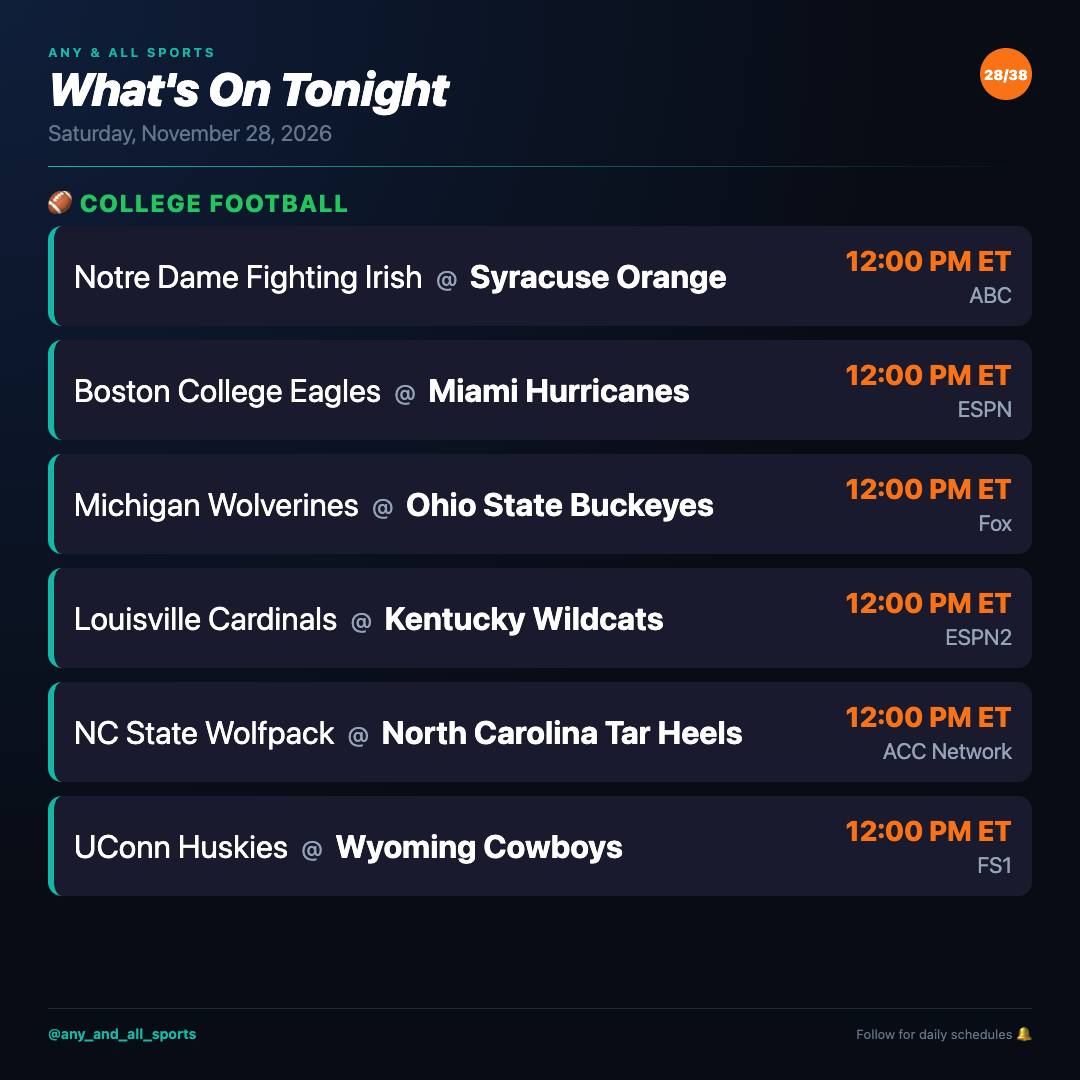 ANY & ALL SPORTS
What's On Tonight
Saturday, November 28, 2026
28/38
🏈 COLLEGE FOOTBALL
Notre Dame Fighting Irish @ Syracuse Orange
12:00 PM ET
ABC
Boston College Eagles @ Miami Hurricanes
12:00 PM ET
ESPN
Michigan Wolverines @ Ohio State Buckeyes
12:00 PM ET
Fox
Louisville Cardinals @ Kentucky Wildcats
12:00 PM ET
ESPN2
NC State Wolfpack @ North Carolina Tar Heels
12:00 PM ET
ACC Network
UConn Huskies @ Wyoming Cowboys
12:00 PM ET
FS1
@any_and_all_sports
Follow for daily schedules 🔔